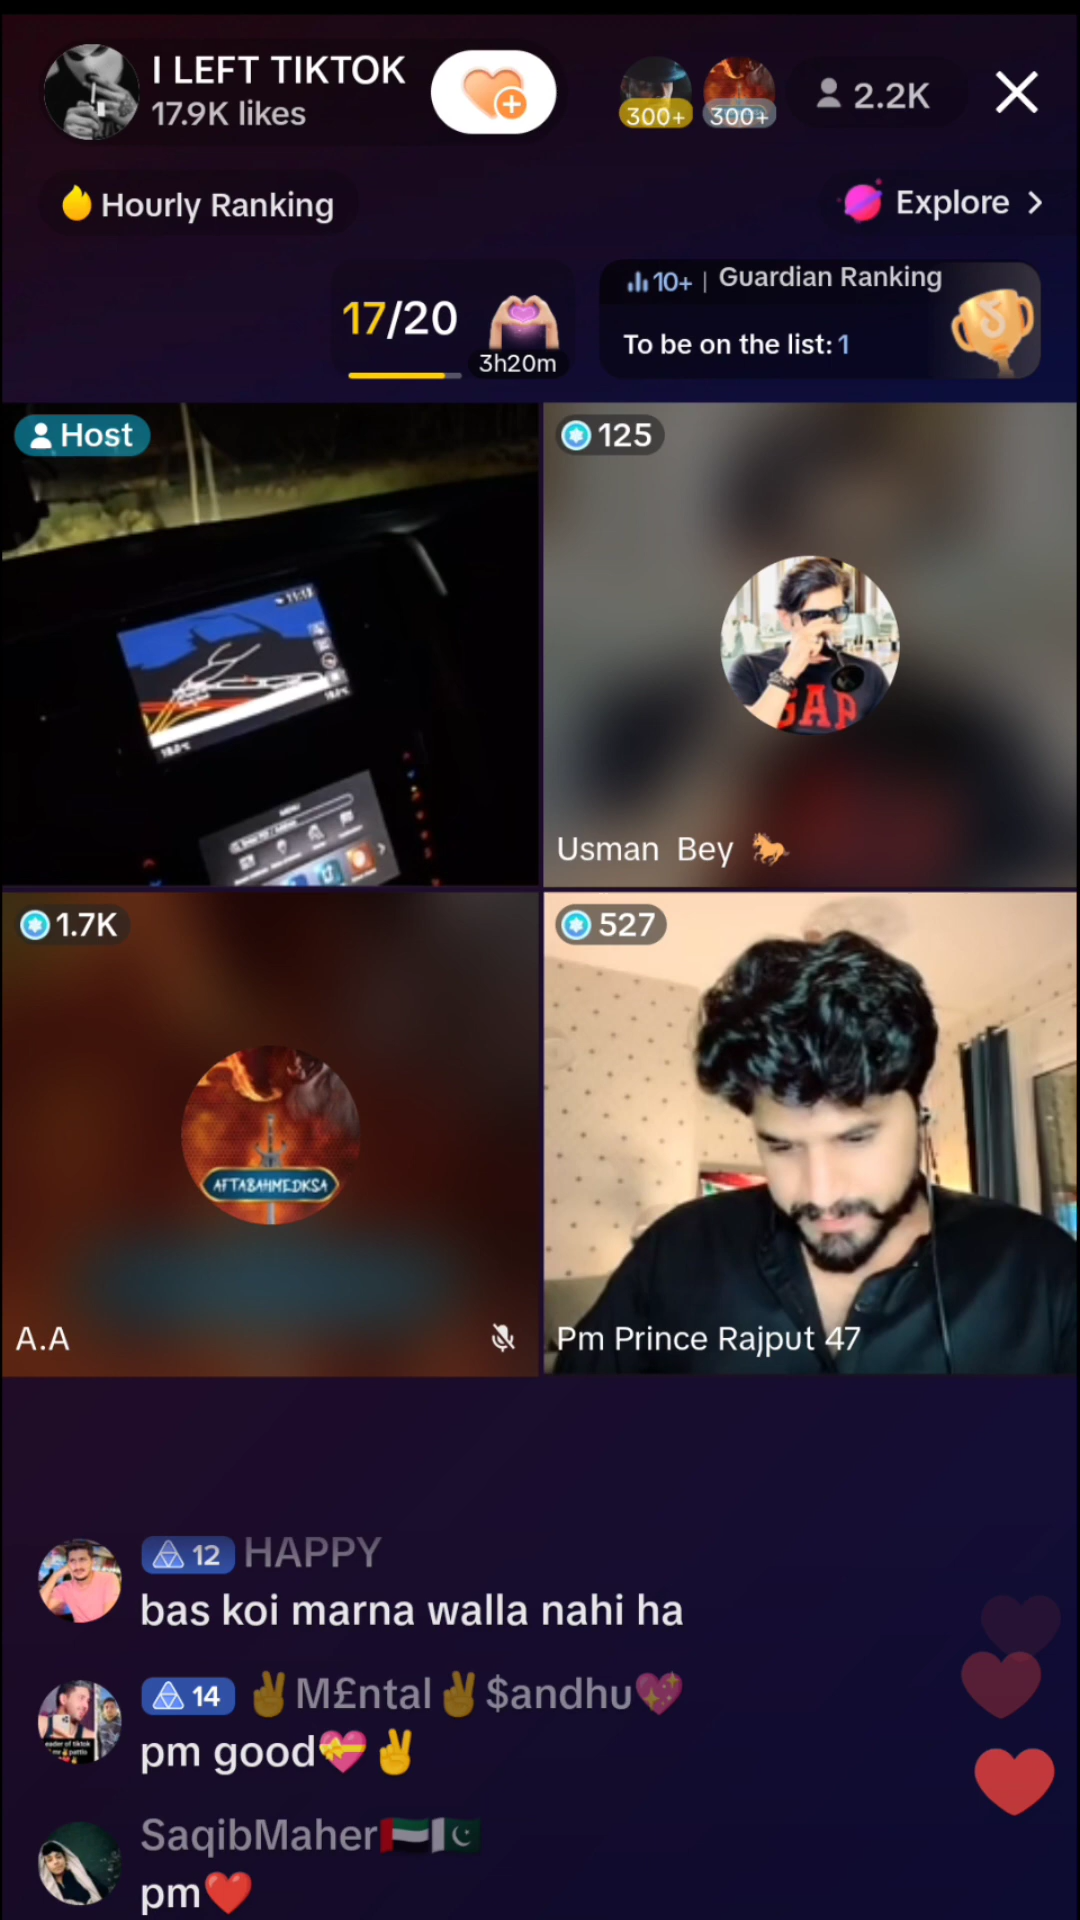 I LEFT TIKTOK
17.9K likes
300+
300+
2.2K
Hourly Ranking
Explore
17/20
3h20m
10+ | Guardian Ranking
To be on the list: 1
Host
125
GAP
Usman Bey 🐎
1.7K
AFTABAHMEDKSA
A.A
527
Pm Prince Rajput 47
12 HAPPY
bas koi marna walla nahi ha
14 ✌️M£ntal✌️$andhu💖
pm good💝✌️
SaqibMaher🇦🇪🇵🇰
pm❤️